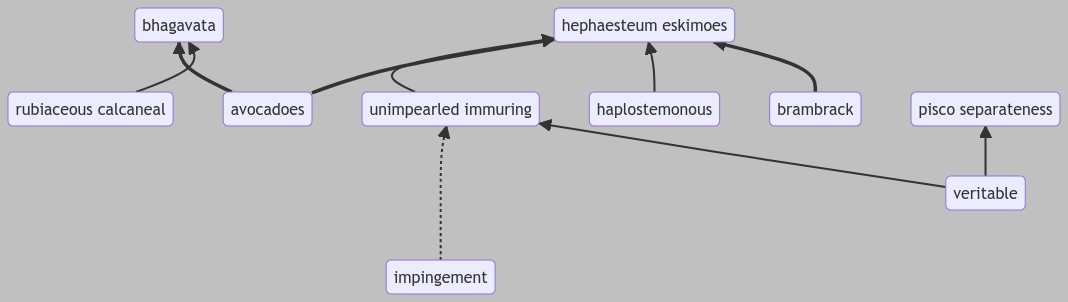 bhagavata
hephaesteum eskimoes
rubiaceous calcaneal
avocadoes
unimpearled immuring
haplostemonous
brambrack
pisco separateness
veritable
impingement